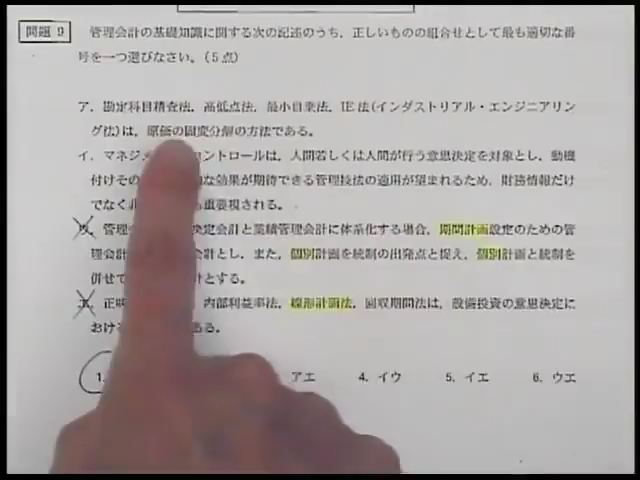 問題 9 管理会計の基礎知識に関する次の記述のうち，正しいものの組合せとして最も適切な番
号を一つ選びなさい。（5点）
ア．勘定科目精査法，高低点法，最小自乗法，IE法（インダストリアル・エンジニアリン
グ法）は，原価の固変分解の方法である。
イ．マネジメ ントロールは，人間若しくは人間が行う意思決定を対象とし，動機
付けその な効果が期待できる管理技法の適用が望まれるため，財務情報だけ
でなく非 も重要視される。
ウ．管理会 決定会計と業績管理会計に体系化する場合，期間計画設定のための管
理会計 会計とし，また，個別計画を統制の出発点と捉え，個別計画と統制を
併せて 計とする。
エ．正味 内部利益率法，線形計画法，回収期間法は，設備投資の意思決定に
おける ある。
1． アエ 4．イウ 5．イエ 6．ウエ